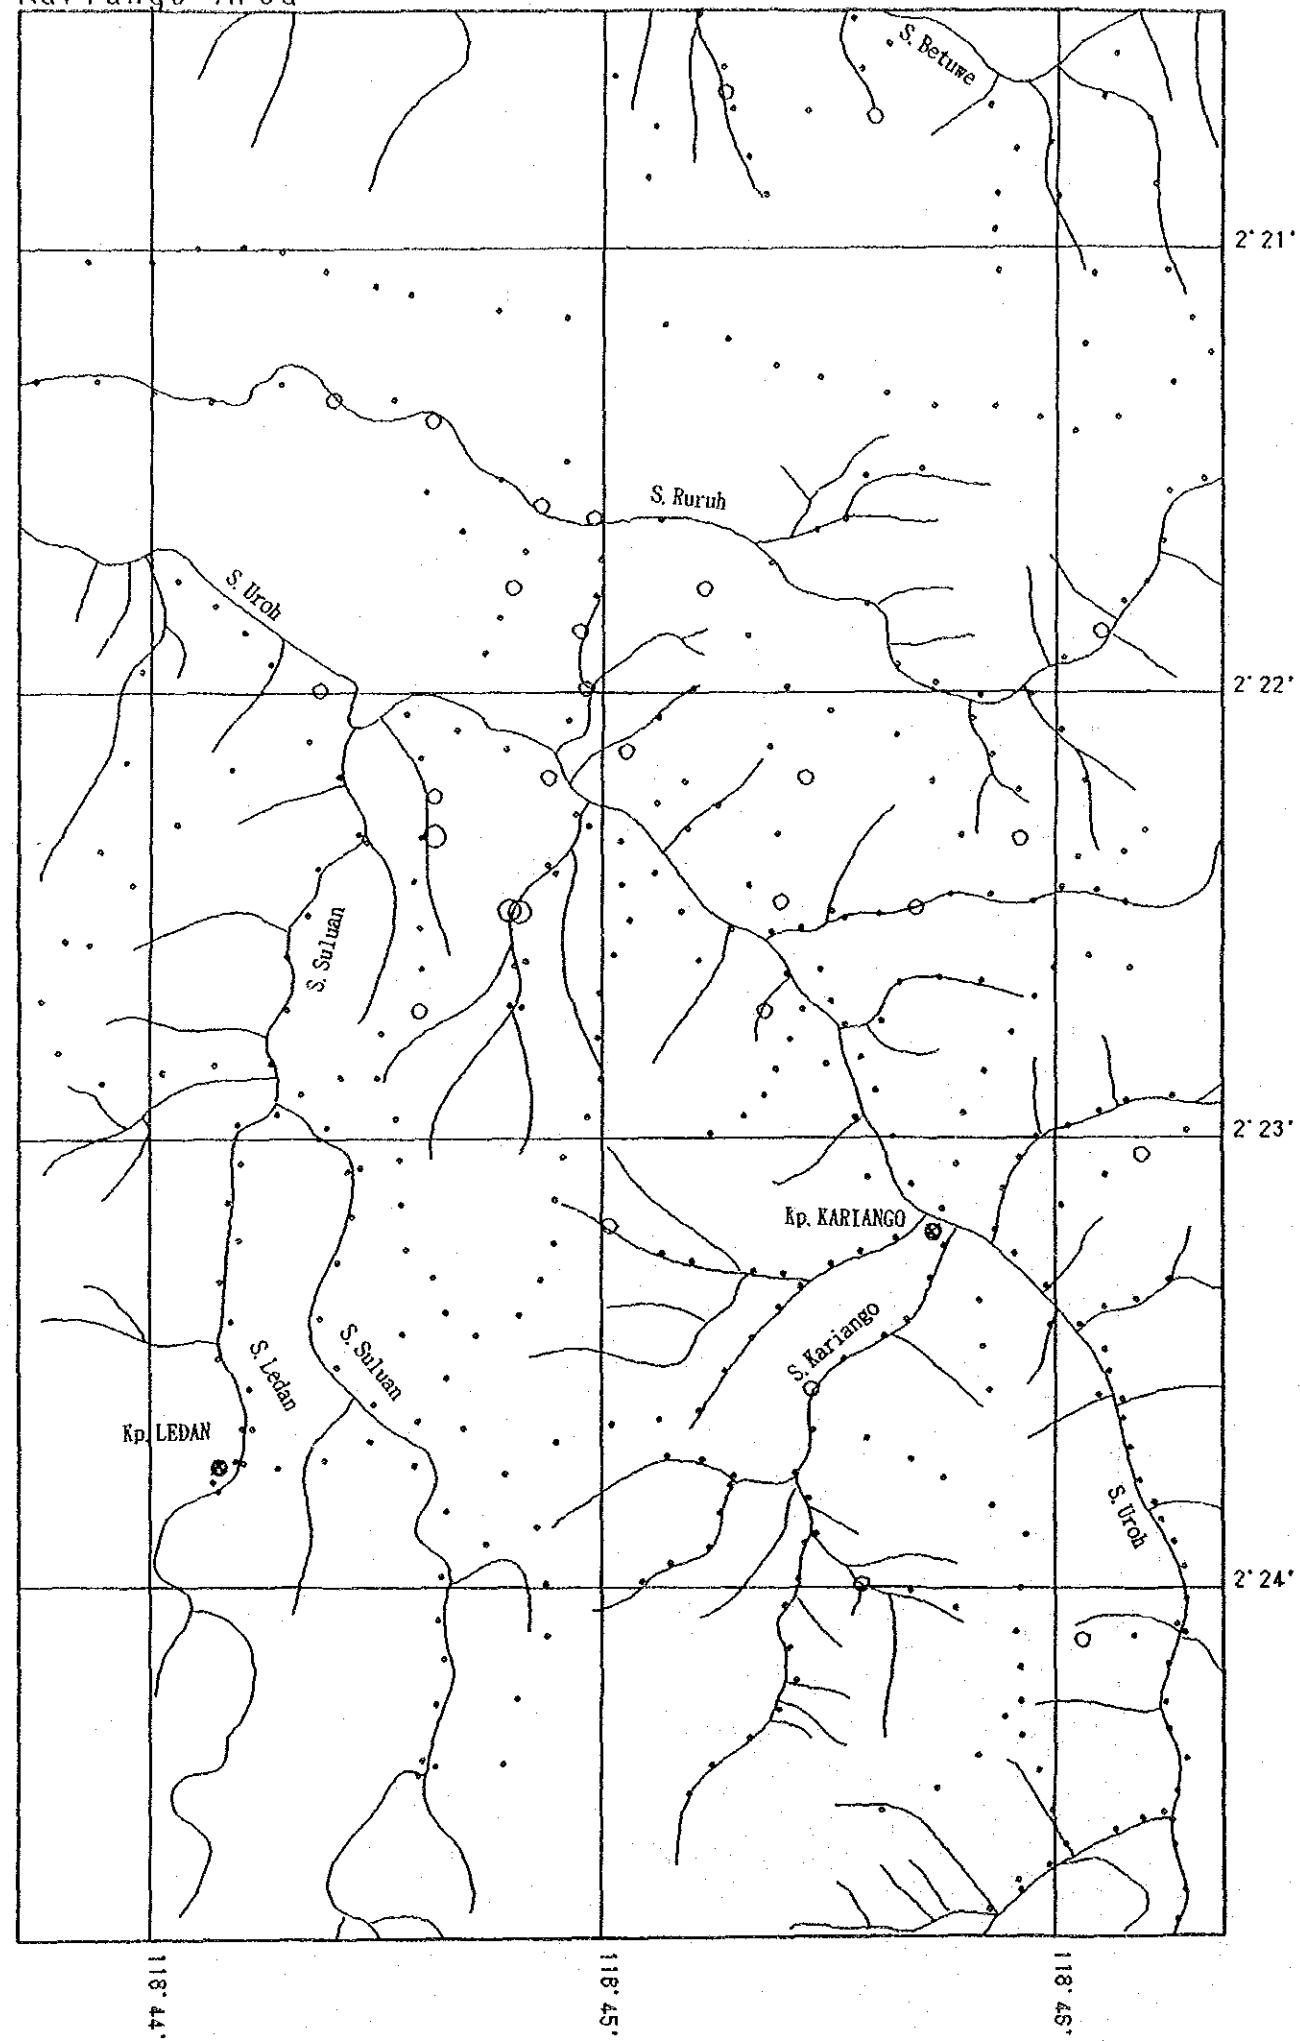 S. Betuwe
2°21'
S. Ruruh
S. Uroh
2°22'
S. Suluan
2°23'
Kp. KARIANGO
S. Kariango
S. Ledan
S. Suluan
Kp. LEDAN
S. Uroh
2°24'
118°44'
118°45'
118°46'